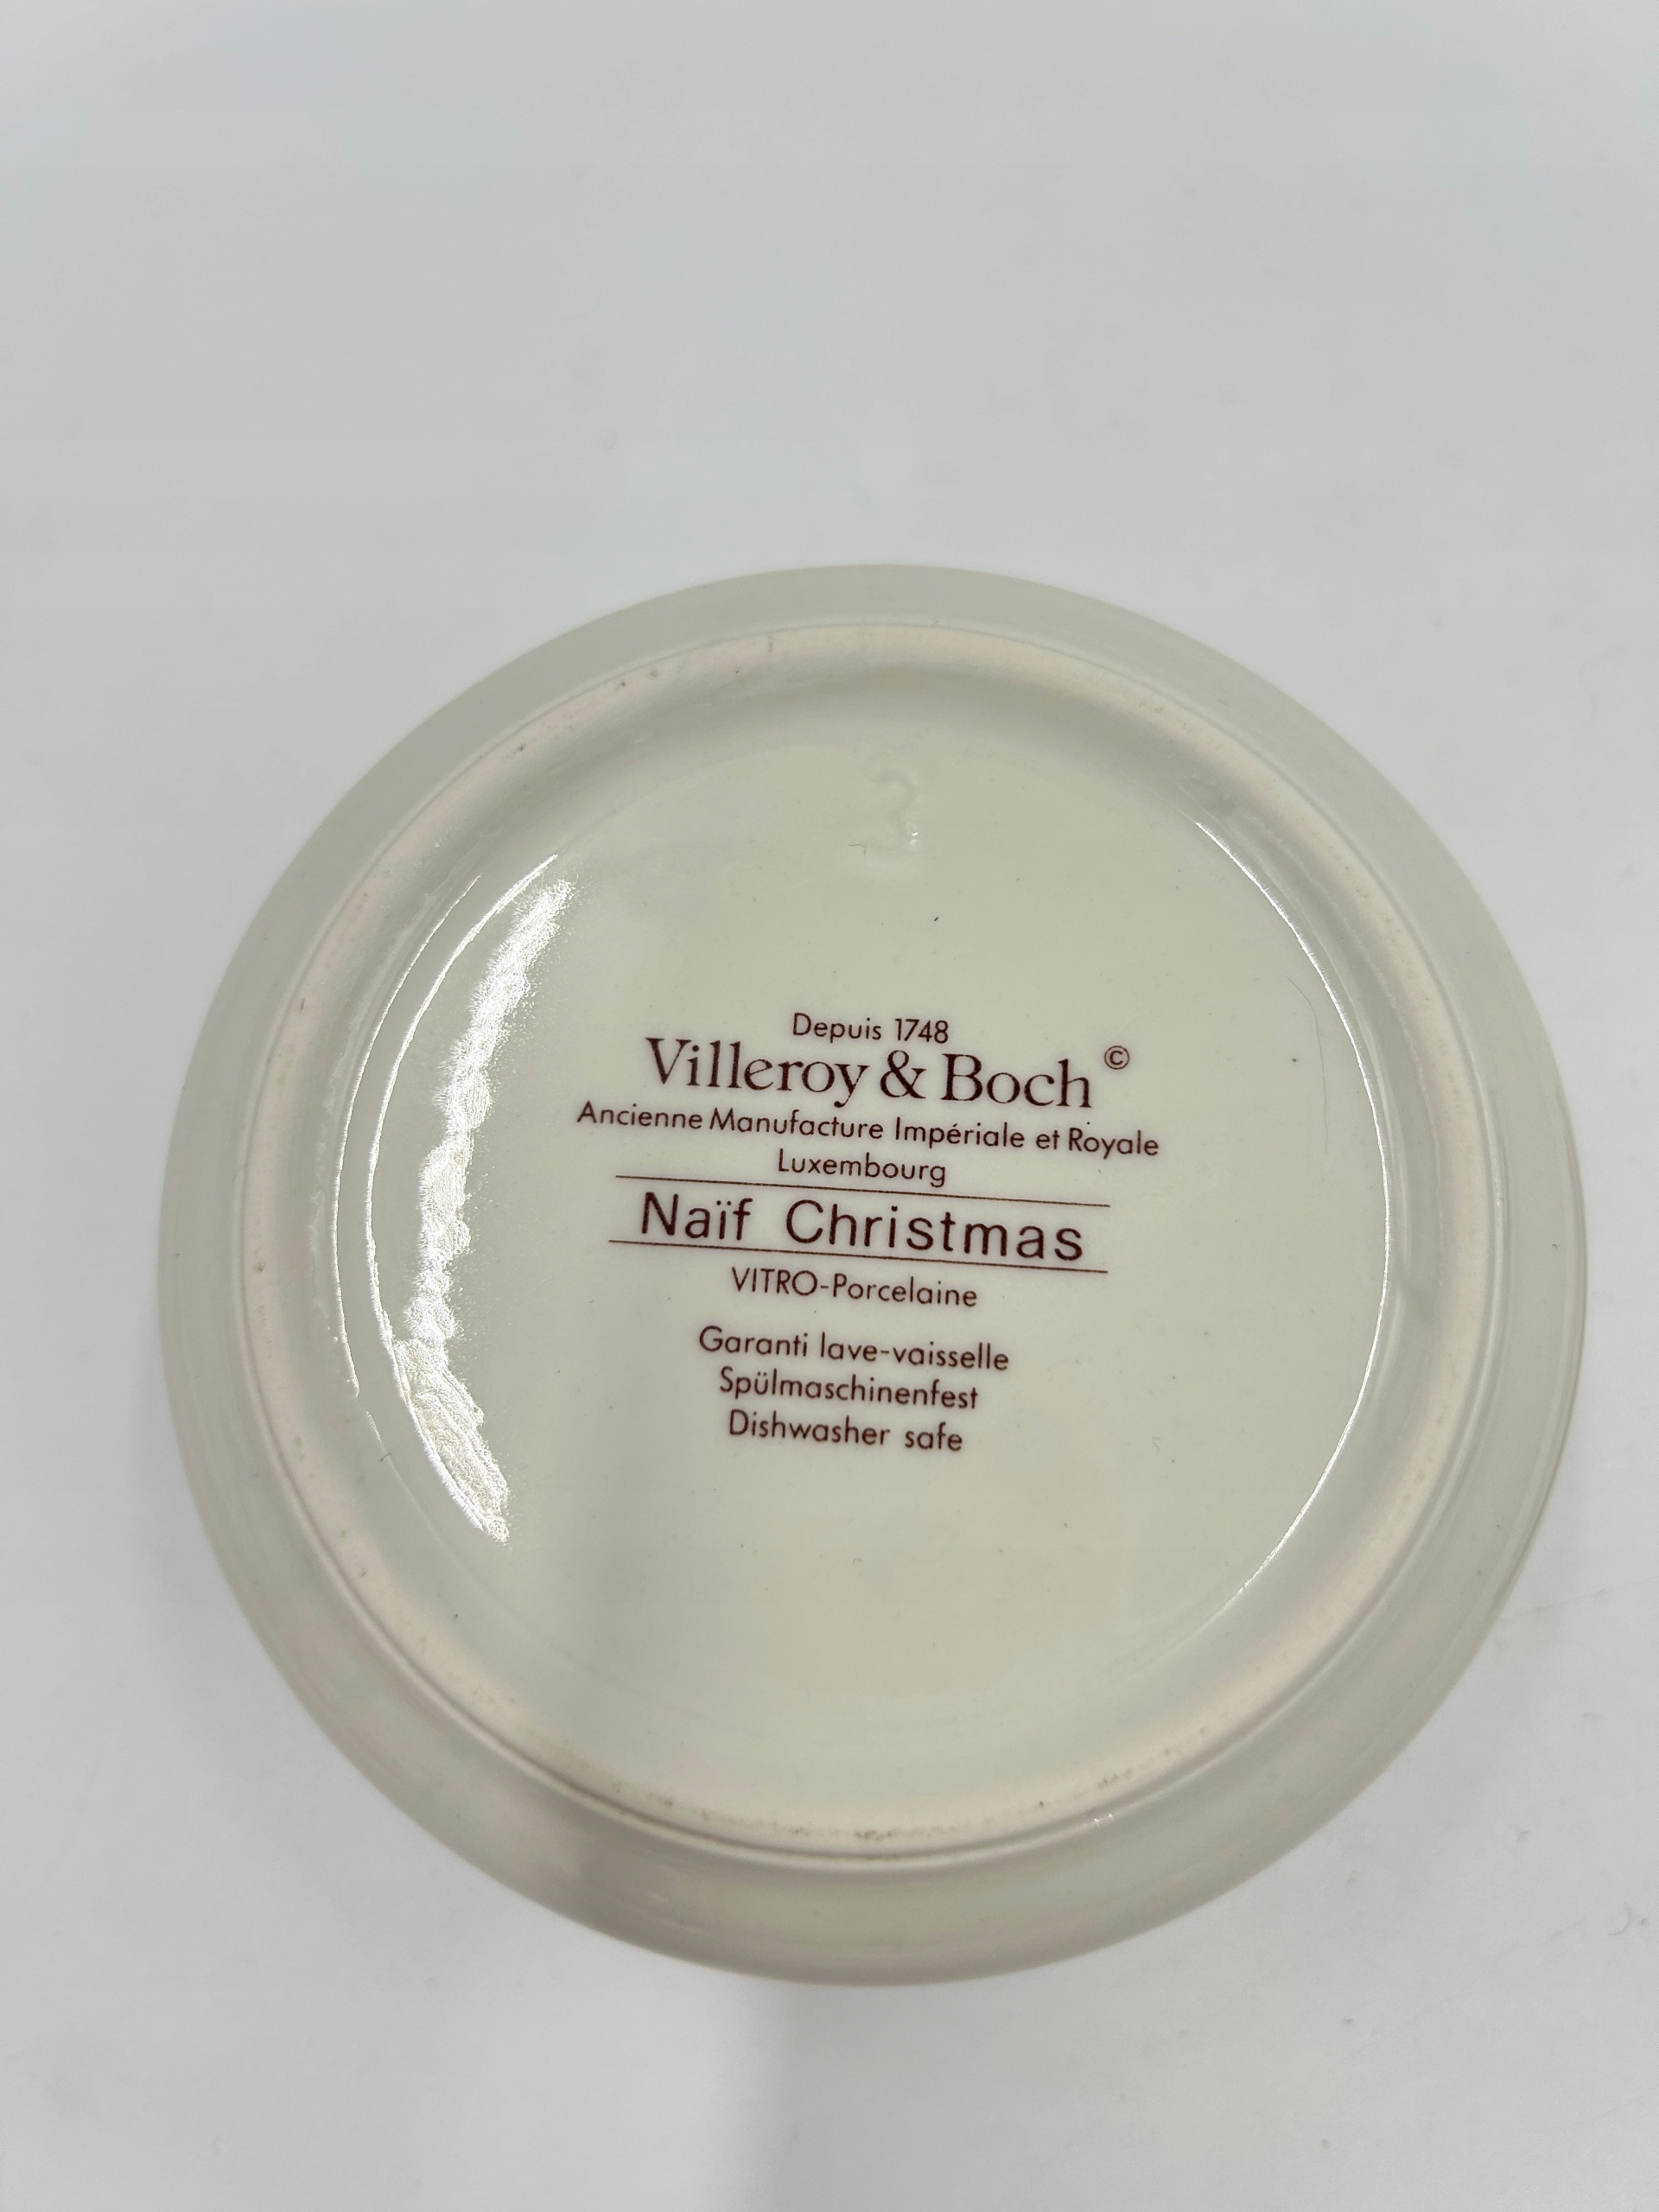 3
Depuis 1748
Villeroy & Boch ©
Ancienne Manufacture Impériale et Royale
Luxembourg
Naïf Christmas
VITRO-Porcelaine
Garanti lave-vaisselle
Spülmaschinenfest
Dishwasher safe